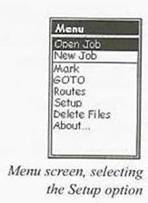 Menu
Open Job
New Job
Mark
GOTO
Routes
Setup
Delete Files
About...
Menu screen, selecting
the Setup option